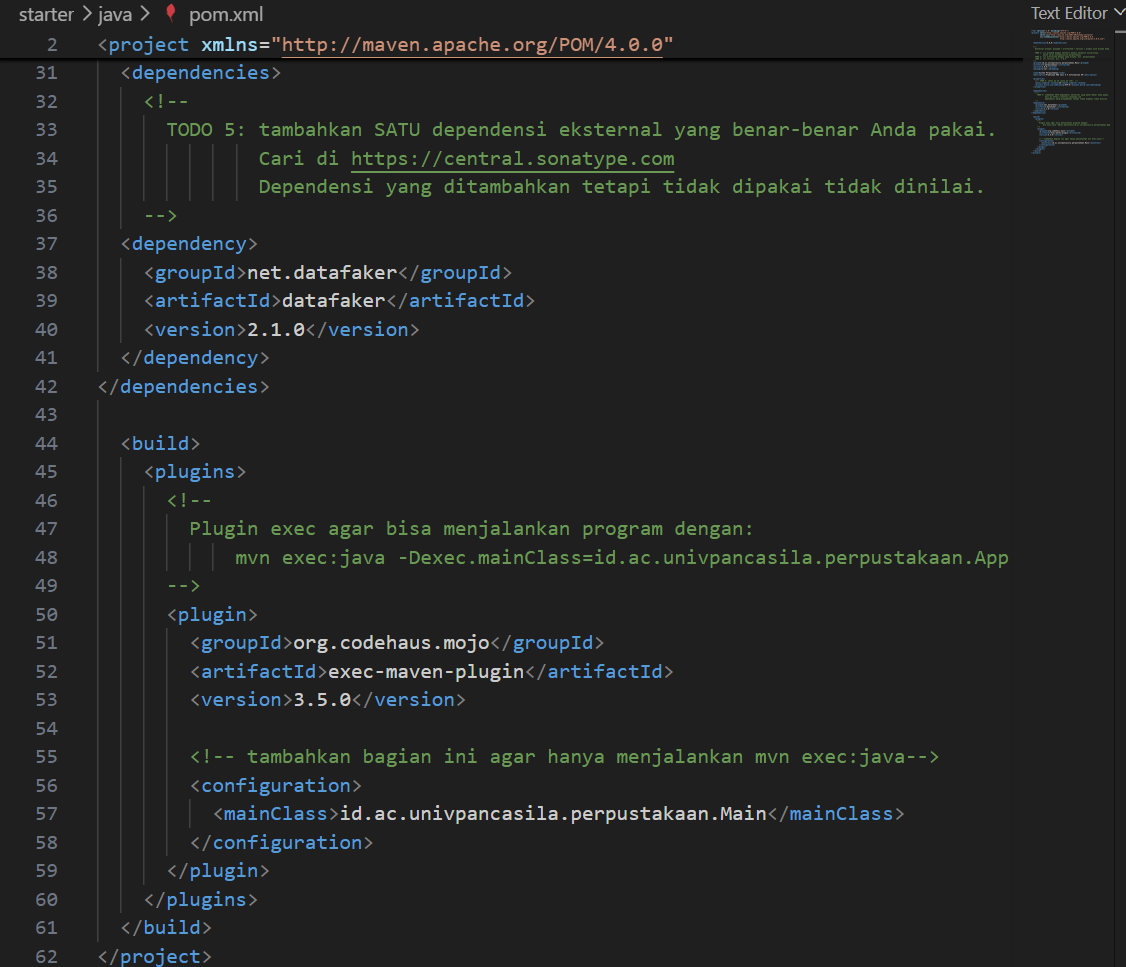 starter > java > pom.xml
Text Editor
2 <project xmlns="http://maven.apache.org/POM/4.0.0"
31 <dependencies>
32 <!--
33 TODO 5: tambahkan SATU dependensi eksternal yang benar-benar Anda pakai.
34 Cari di https://central.sonatype.com
35 Dependensi yang ditambahkan tetapi tidak dipakai tidak dinilai.
36 -->
37 <dependency>
38 <groupId>net.datafaker</groupId>
39 <artifactId>datafaker</artifactId>
40 <version>2.1.0</version>
41 </dependency>
42 </dependencies>
43
44 <build>
45 <plugins>
46 <!--
47 Plugin exec agar bisa menjalankan program dengan:
48 mvn exec:java -Dexec.mainClass=id.ac.univpancasila.perpustakaan.App
49 -->
50 <plugin>
51 <groupId>org.codehaus.mojo</groupId>
52 <artifactId>exec-maven-plugin</artifactId>
53 <version>3.5.0</version>
54
55 <!-- tambahkan bagian ini agar hanya menjalankan mvn exec:java-->
56 <configuration>
57 <mainClass>id.ac.univpancasila.perpustakaan.Main</mainClass>
58 </configuration>
59 </plugin>
60 </plugins>
61 </build>
62 </project>